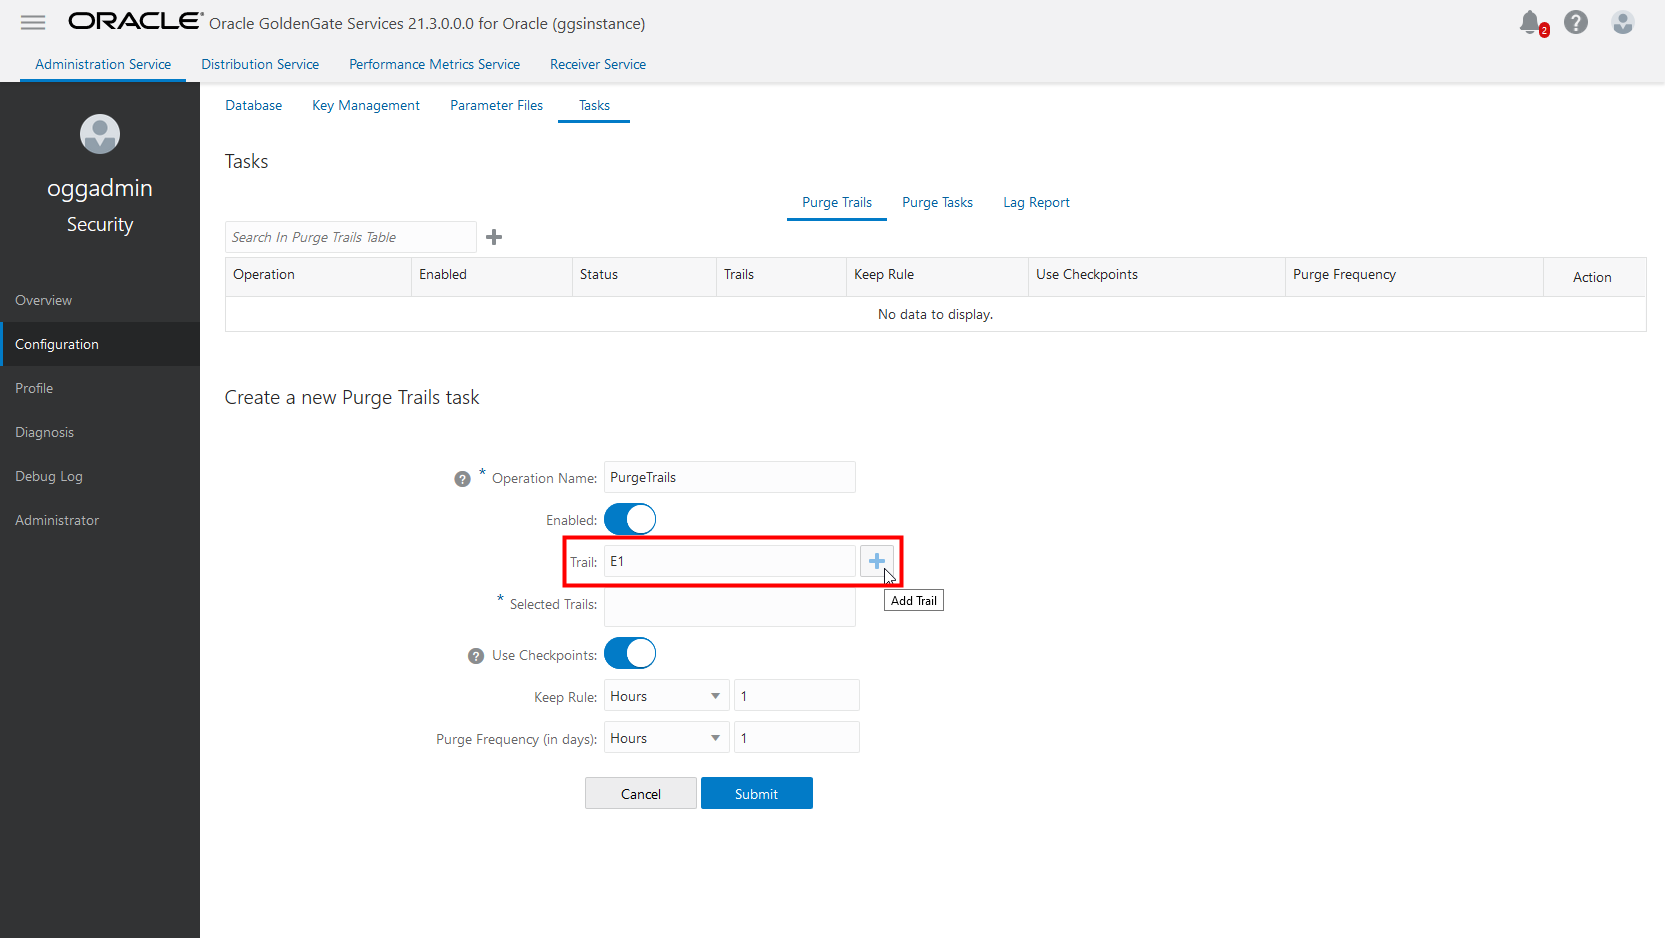 ORACLE Oracle GoldenGate Services 21.3.0.0.0 for Oracle (ggsinstance)
2
?
Administration Service Distribution Service Performance Metrics Service Receiver Service
oggadmin
Security
Overview
Configuration
Profile
Diagnosis
Debug Log
Administrator
Database Key Management Parameter Files Tasks
Tasks
Purge Trails Purge Tasks Lag Report
Search In Purge Trails Table
Operation Enabled Status Trails Keep Rule Use Checkpoints Purge Frequency Action
No data to display.
Create a new Purge Trails task
? * Operation Name: PurgeTrails
Enabled:
Trail: E1
Add Trail
* Selected Trails:
? Use Checkpoints:
Keep Rule: Hours 1
Purge Frequency (in days): Hours 1
Cancel Submit